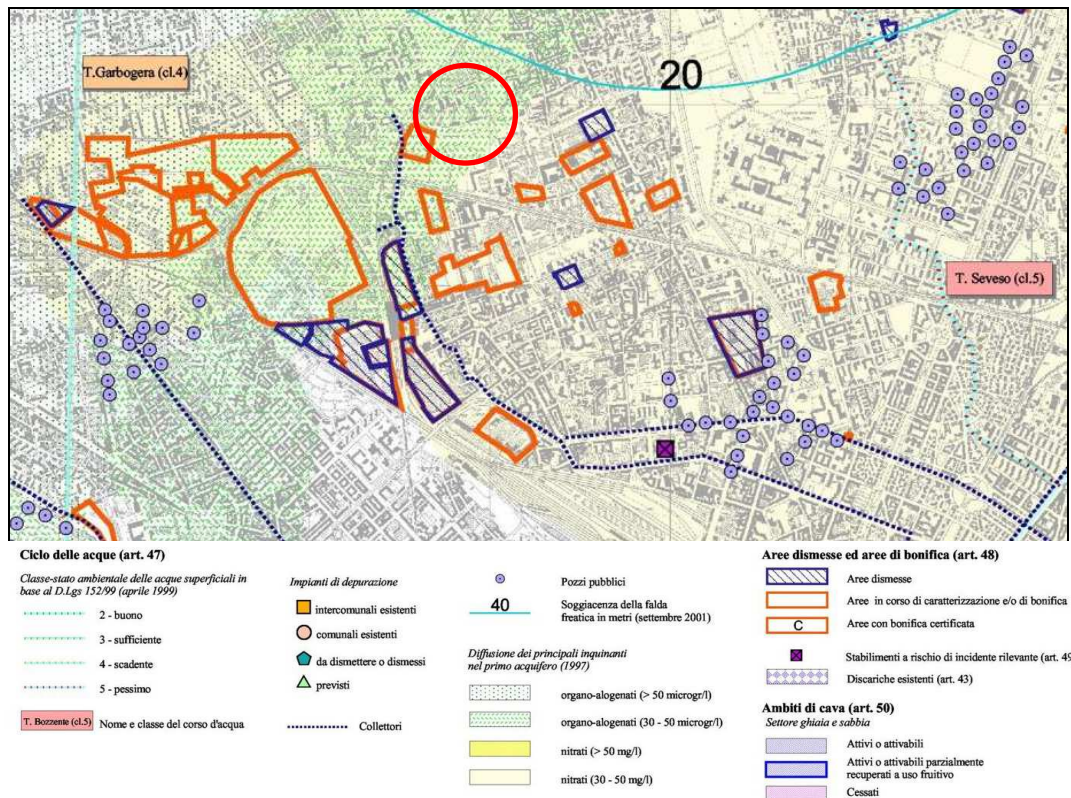 T.Garbogera (cl.4)
20
T. Seveso (cl.5)
Ciclo delle acque (art. 47)
Classe-stato ambientale delle acque superficiali in
base al D.Lgs 152/99 (aprile 1999)
2 - buono
3 - sufficiente
4 - scadente
5 - pessimo
T. Bozzente (cl.5)
Nome e classe del corso d'acqua
Impianti di depurazione
intercomunali esistenti
comunali esistenti
da dismettere o dismessi
previsti
Collettori
Pozzi pubblici
40
Soggiacenza della falda
freatica in metri (settembre 2001)
Diffusione dei principali inquinanti
nel primo acquifero (1997)
organo-alogenati (> 50 microgr/l)
organo-alogenati (30 - 50 microgr/l)
nitrati (> 50 mg/l)
nitrati (30 - 50 mg/l)
Aree dismesse ed aree di bonifica (art. 48)
Aree dismesse
Aree in corso di caratterizzazione e/o di bonifica
C
Aree con bonifica certificata
Stabilimenti a rischio di incidente rilevante (art. 49
Discariche esistenti (art. 43)
Ambiti di cava (art. 50)
Settore ghiaia e sabbia
Attivi o attivabili
Attivi o attivabili parzialmente
recuperati a uso fruitivo
Cessati